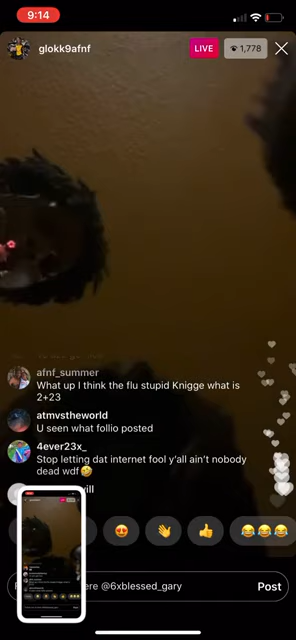 9:14
glokk9afnf LIVE 1,778
afnf_summer
What up I think the flu stupid Knigge what is
2+23
atmvstheworld
U seen what follio posted
4ever23x_
Stop letting dat internet fool y'all ain't nobody
dead wdf🤣
ill
ere @6xblessed_gary Post